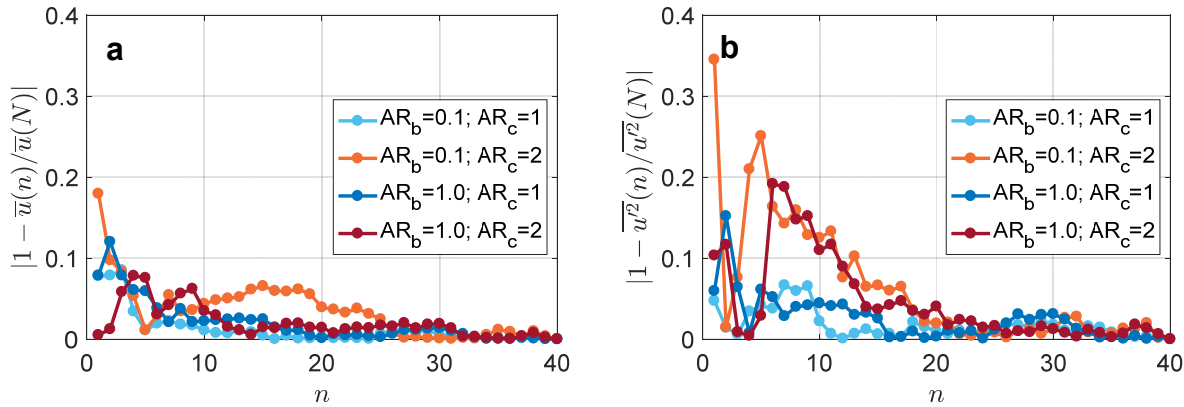 a
|1 − u̅(n)/u̅(N)|
0.4
0.3
0.2
0.1
0
AR_b=0.1; AR_c=1
AR_b=0.1; AR_c=2
AR_b=1.0; AR_c=1
AR_b=1.0; AR_c=2
0 10 20 30 40
n
b
|1 − \overline{u'^2}(n)/\overline{u'^2}(N)|
0.4
0.3
0.2
0.1
0
AR_b=0.1; AR_c=1
AR_b=0.1; AR_c=2
AR_b=1.0; AR_c=1
AR_b=1.0; AR_c=2
0 10 20 30 40
n